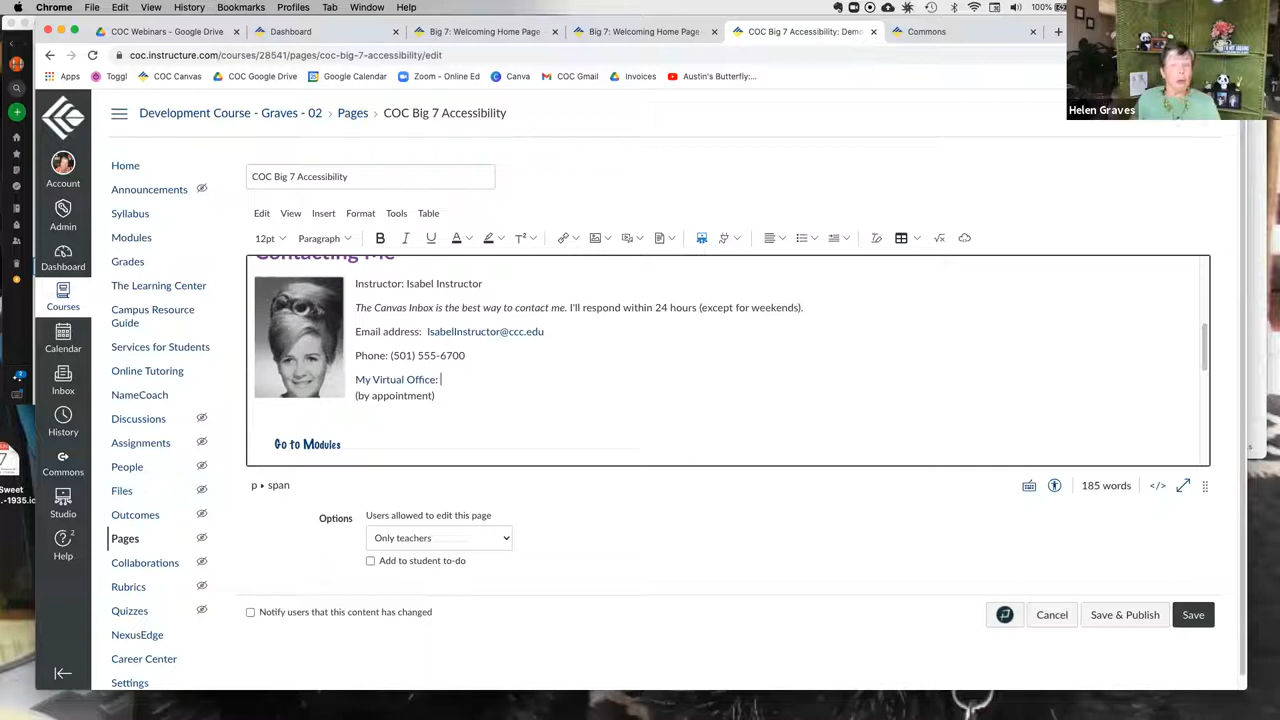 Chrome File Edit View History Bookmarks Profiles Tab Window Help
100%
COC Webinars - Google Drive
Dashboard
Big 7: Welcoming Home Page
Big 7: Welcoming Home Page
COC Big 7 Accessibility: Demo
Commons
coc.instructure.com/courses/28541/pages/coc-big-7-accessibility/edit
Apps Toggl COC Canvas COC Google Drive Google Calendar Zoom - Online Ed Canva COC Gmail Invoices Austin's Butterfly:...
Helen Graves
Development Course - Graves - 02 › Pages › COC Big 7 Accessibility
Account
Admin
Dashboard
Courses
Calendar
Inbox
History
Commons
Studio
2
Help
Home
Announcements
Syllabus
Modules
Grades
The Learning Center
Campus Resource
Guide
Services for Students
Online Tutoring
NameCoach
Discussions
Assignments
People
Files
Outcomes
Pages
Collaborations
Rubrics
Quizzes
NexusEdge
Career Center
Settings
COC Big 7 Accessibility
Edit View Insert Format Tools Table
12pt Paragraph B I U A T²
Contacting Me
Instructor: Isabel Instructor
The Canvas Inbox is the best way to contact me. I'll respond within 24 hours (except for weekends).
Email address: IsabelInstructor@ccc.edu
Phone: (501) 555-6700
My Virtual Office:
(by appointment)
Go to Modules
p ▸ span
185 words </>
Options
Users allowed to edit this page
Only teachers
Add to student to-do
Notify users that this content has changed
Cancel
Save & Publish
Save
Sweet
.-1935.ic